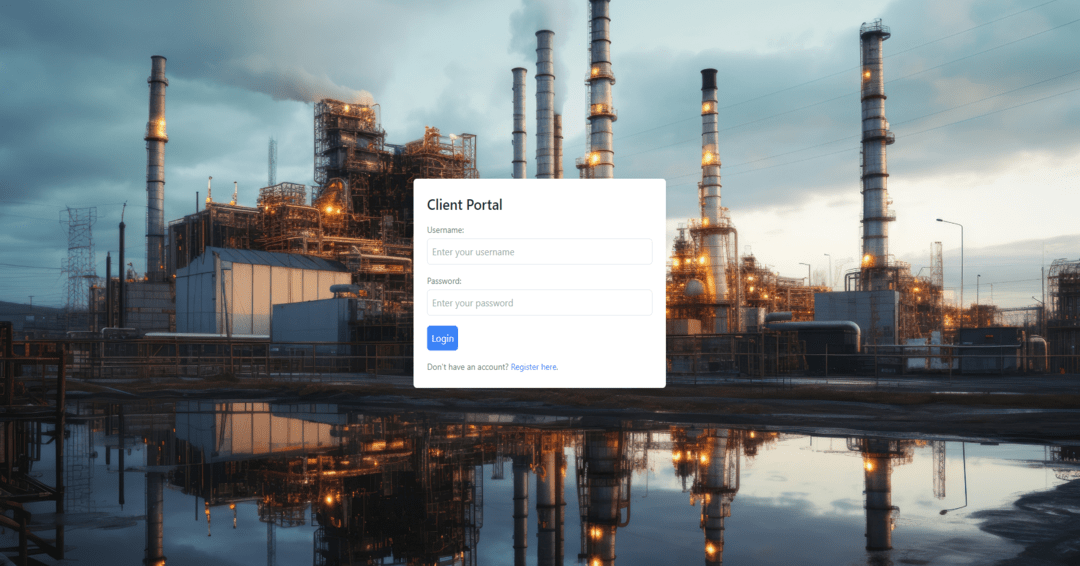 Client Portal
Username:
Enter your username
Password:
Enter your password
Login
Don't have an account? Register here.